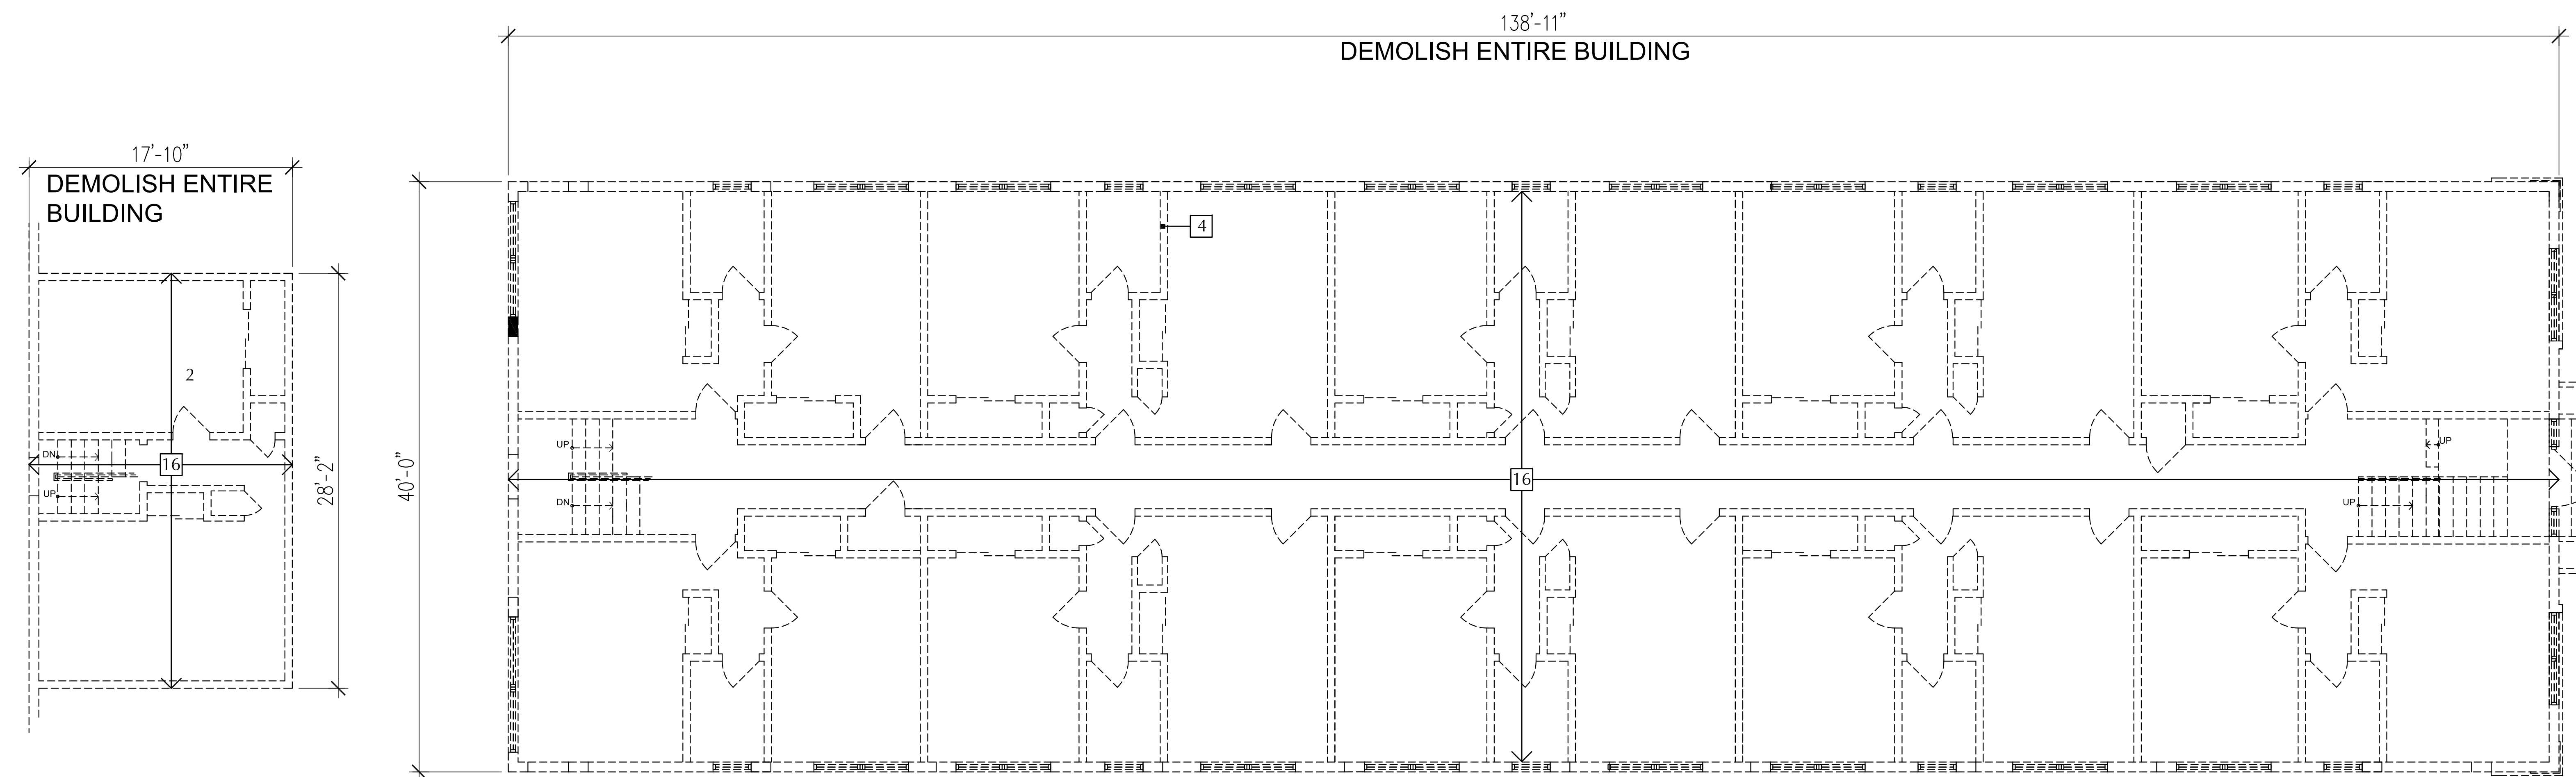 138'-11"
DEMOLISH ENTIRE BUILDING
17'-10"
DEMOLISH ENTIRE
BUILDING
4
2
DN
16
UP
28'-2"
40'-0"
UP
DN
16
UP
UP